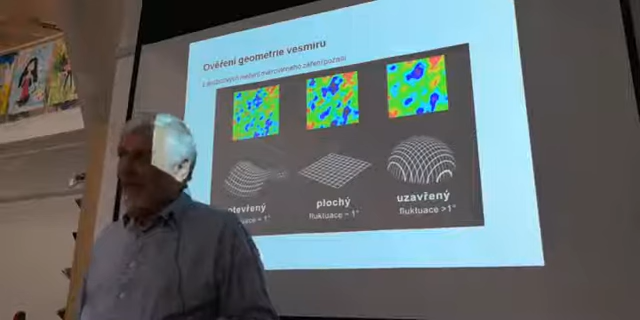 Ověření geometrie vesmíru
otevřený
plochý
uzavřený
fluktuace ~ 1°
fluktuace >1°